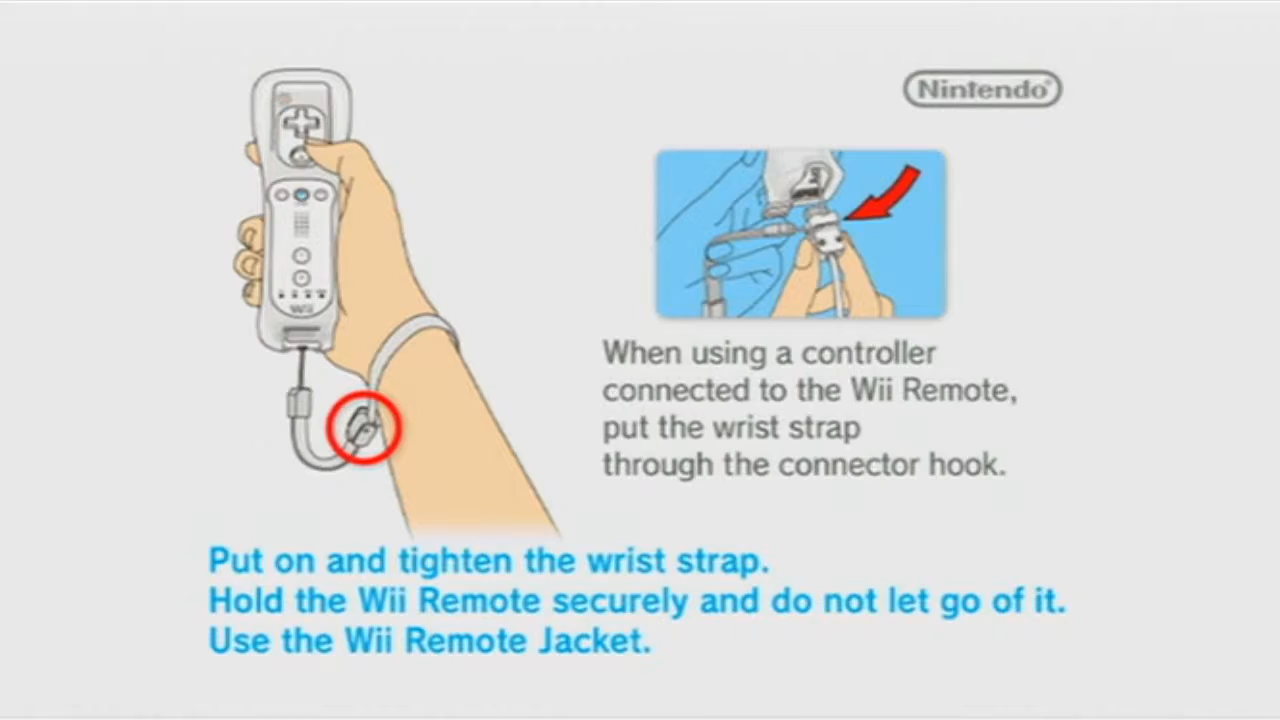 Nintendo®
Wii
When using a controller
connected to the Wii Remote,
put the wrist strap
through the connector hook.
Put on and tighten the wrist strap.
Hold the Wii Remote securely and do not let go of it.
Use the Wii Remote Jacket.